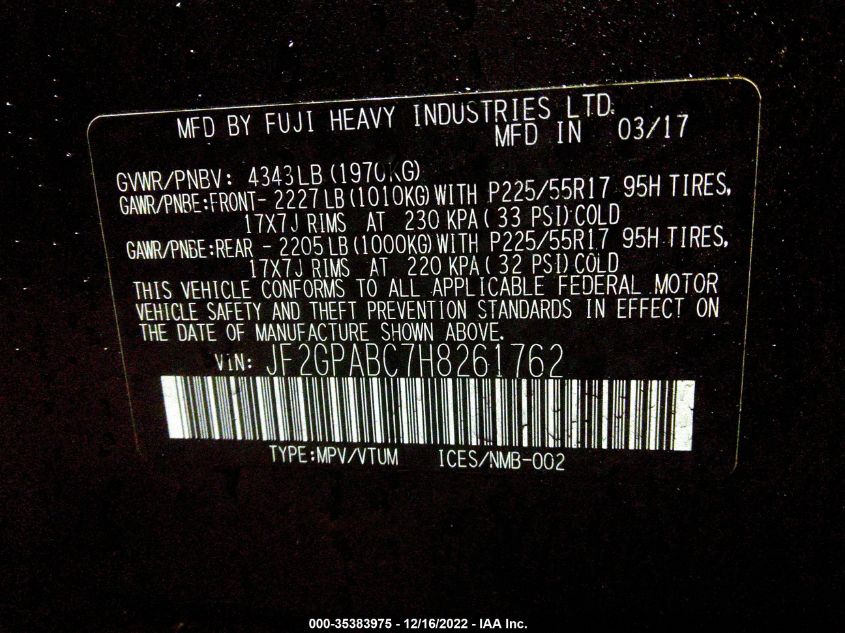 MFD BY FUJI HEAVY INDUSTRIES LTD.
MFD IN 03/17
GVWR/PNBV: 4343LB (1970KG)
GAWR/PNBE:FRONT- 2227 LB (1010KG) WITH P225/55R17 95H TIRES,
17X7J RIMS AT 230 KPA ( 33 PSI) COLD
GAWR/PNBE:REAR - 2205 LB (1000KG) WITH P225/55R17 95H TIRES,
17X7J RIMS AT 220 KPA ( 32 PSI) COLD
THIS VEHICLE CONFORMS TO ALL APPLICABLE FEDERAL MOTOR
VEHICLE SAFETY AND THEFT PREVENTION STANDARDS IN EFFECT ON
THE DATE OF MANUFACTURE SHOWN ABOVE.
VIN: JF2GPABC7H8261762
TYPE:MPV/VTUM ICES/NMB-002
000-35383975 - 12/16/2022 - IAA Inc.